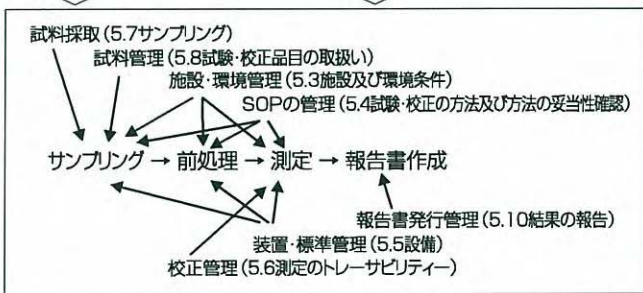 試料採取(5.7サンプリング)
試料管理(5.8試験・校正品目の取扱い)
施設・環境管理(5.3施設及び環境条件)
SOPの管理(5.4試験・校正の方法及び方法の妥当性確認)
サンプリング → 前処理 → 測定 → 報告書作成
報告書発行管理(5.10結果の報告)
装置・標準管理(5.5設備)
校正管理(5.6測定のトレーサビリティー)